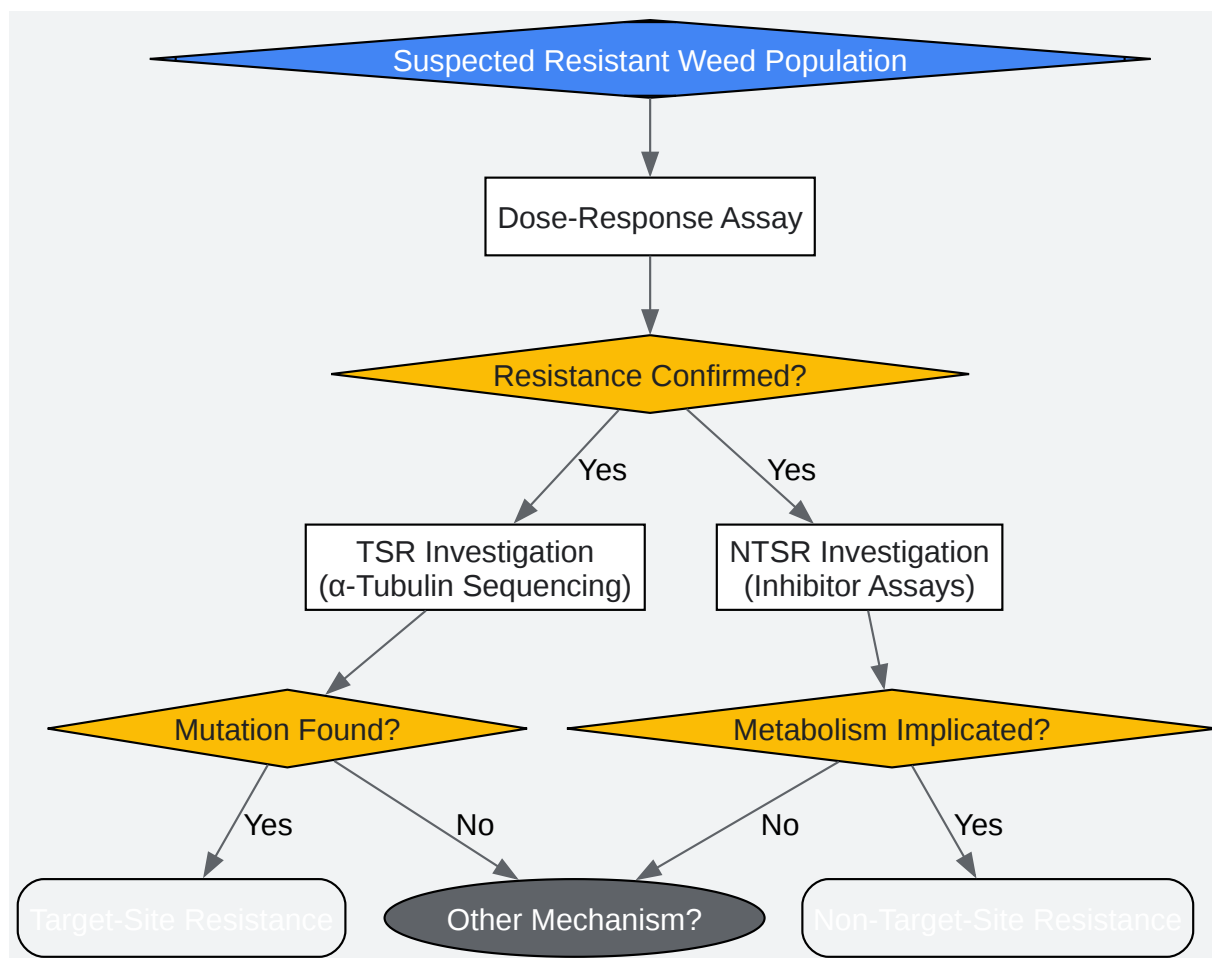 Suspected Resistant Weed Population
Dose-Response Assay
Resistance Confirmed?
Yes
Yes
TSR Investigation
(α-Tubulin Sequencing)
NTSR Investigation
(Inhibitor Assays)
Mutation Found?
Metabolism Implicated?
Yes
No
No
Yes
Target-Site Resistance
Other Mechanism?
Non-Target-Site Resistance